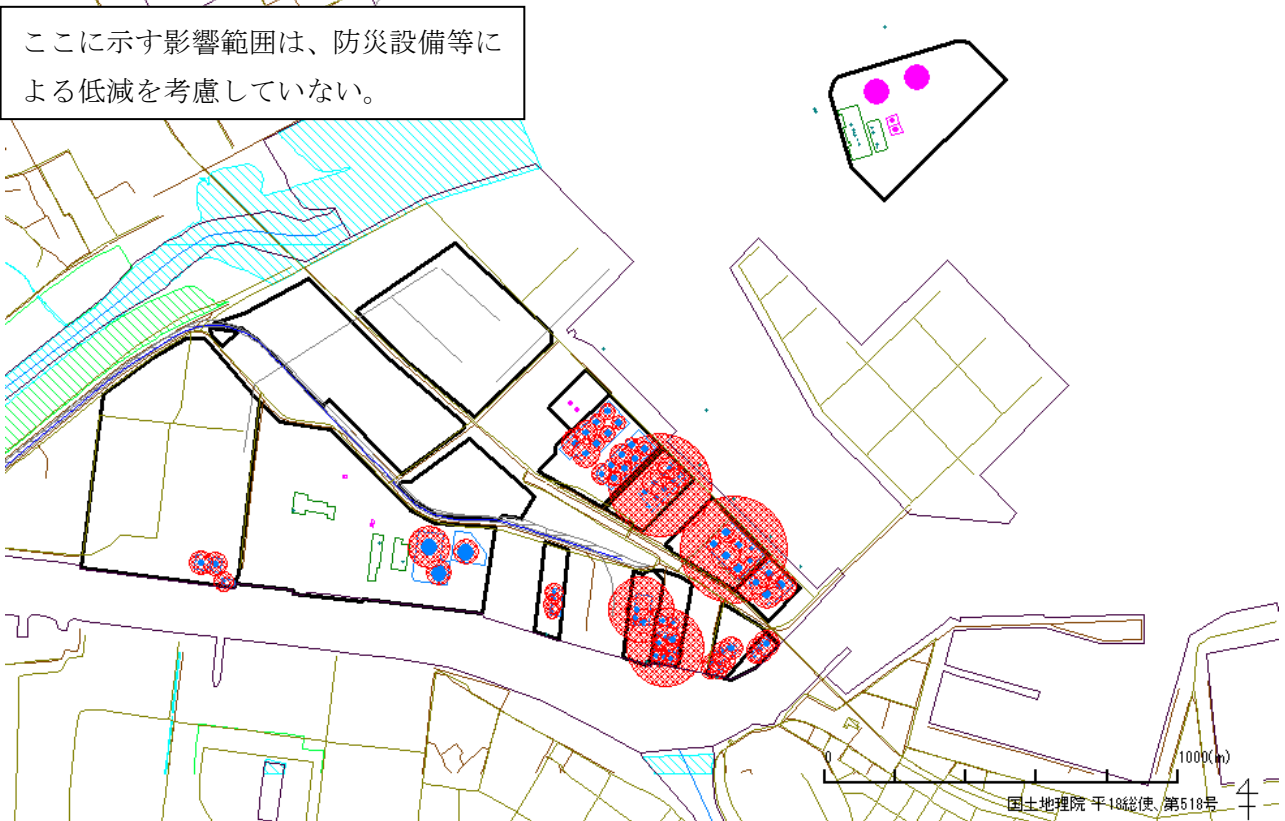 ここに示す影響範囲は、防災設備等に
よる低減を考慮していない。
0 1000(m)
国土地理院 平18総使、第518号